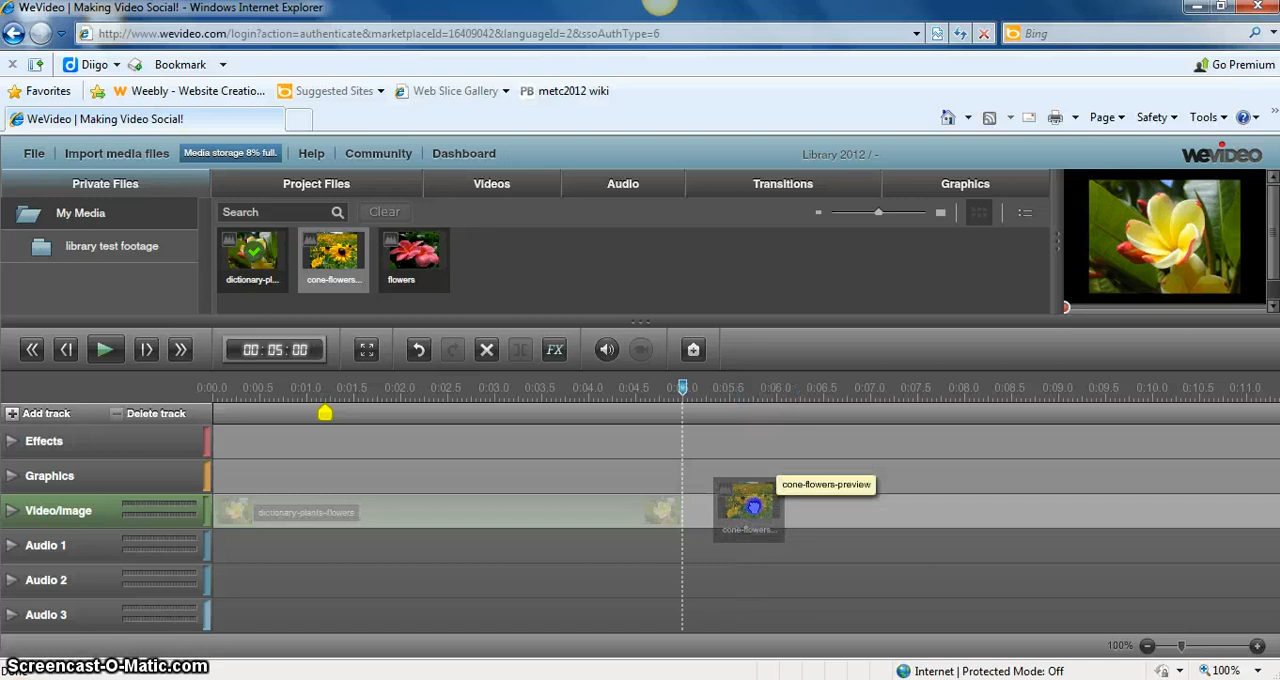 WeVideo | Making Video Social! - Windows Internet Explorer
http://www.wevideo.com/login?action=authenticate&marketplaceId=16409042&languageId=2&ssoAuthType=6
Bing
Diigo Bookmark Go Premium
Favorites Weebly - Website Creatio... Suggested Sites Web Slice Gallery PB metc2012 wiki
WeVideo | Making Video Social! Page Safety Tools
File Import media files Media storage 8% full. Help Community Dashboard Library 2012 / - WEVIDEO
Private Files Project Files Videos Audio Transitions Graphics
My Media Search Clear
library test footage
dictionary-pl... cone-flowers... flowers
00:05:00 FX
0:00.0 0:00.5 0:01.0 0:01.5 0:02.0 0:02.5 0:03.0 0:03.5 0:04.0 0:04.5 0:05.5 0:06.0 0:06.5 0:07.0 0:07.5 0:08.0 0:08.5 0:09.0 0:09.5 0:10.0 0:10.5 0:11.0
Add track Delete track
Effects
Graphics
cone-flowers-preview
Video/Image dictionary-plants-flowers
cone-flowers...
Audio 1
Audio 2
Audio 3
100%
Screencast-O-Matic.com
Internet | Protected Mode: Off 100%